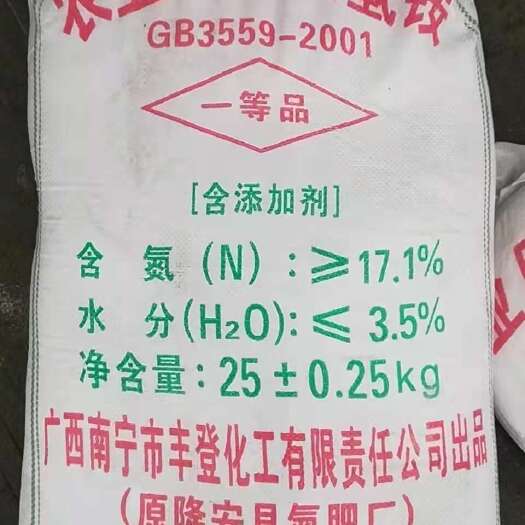 农业
GB3559-2001
一等品
[含添加剂]
含 氮 (N) : ≥17.1%
水 分(H₂O): ≤ 3.5%
净含量: 25±0.25kg
广西南宁市丰登化工有限责任公司出品
(原隆安县氮肥厂)